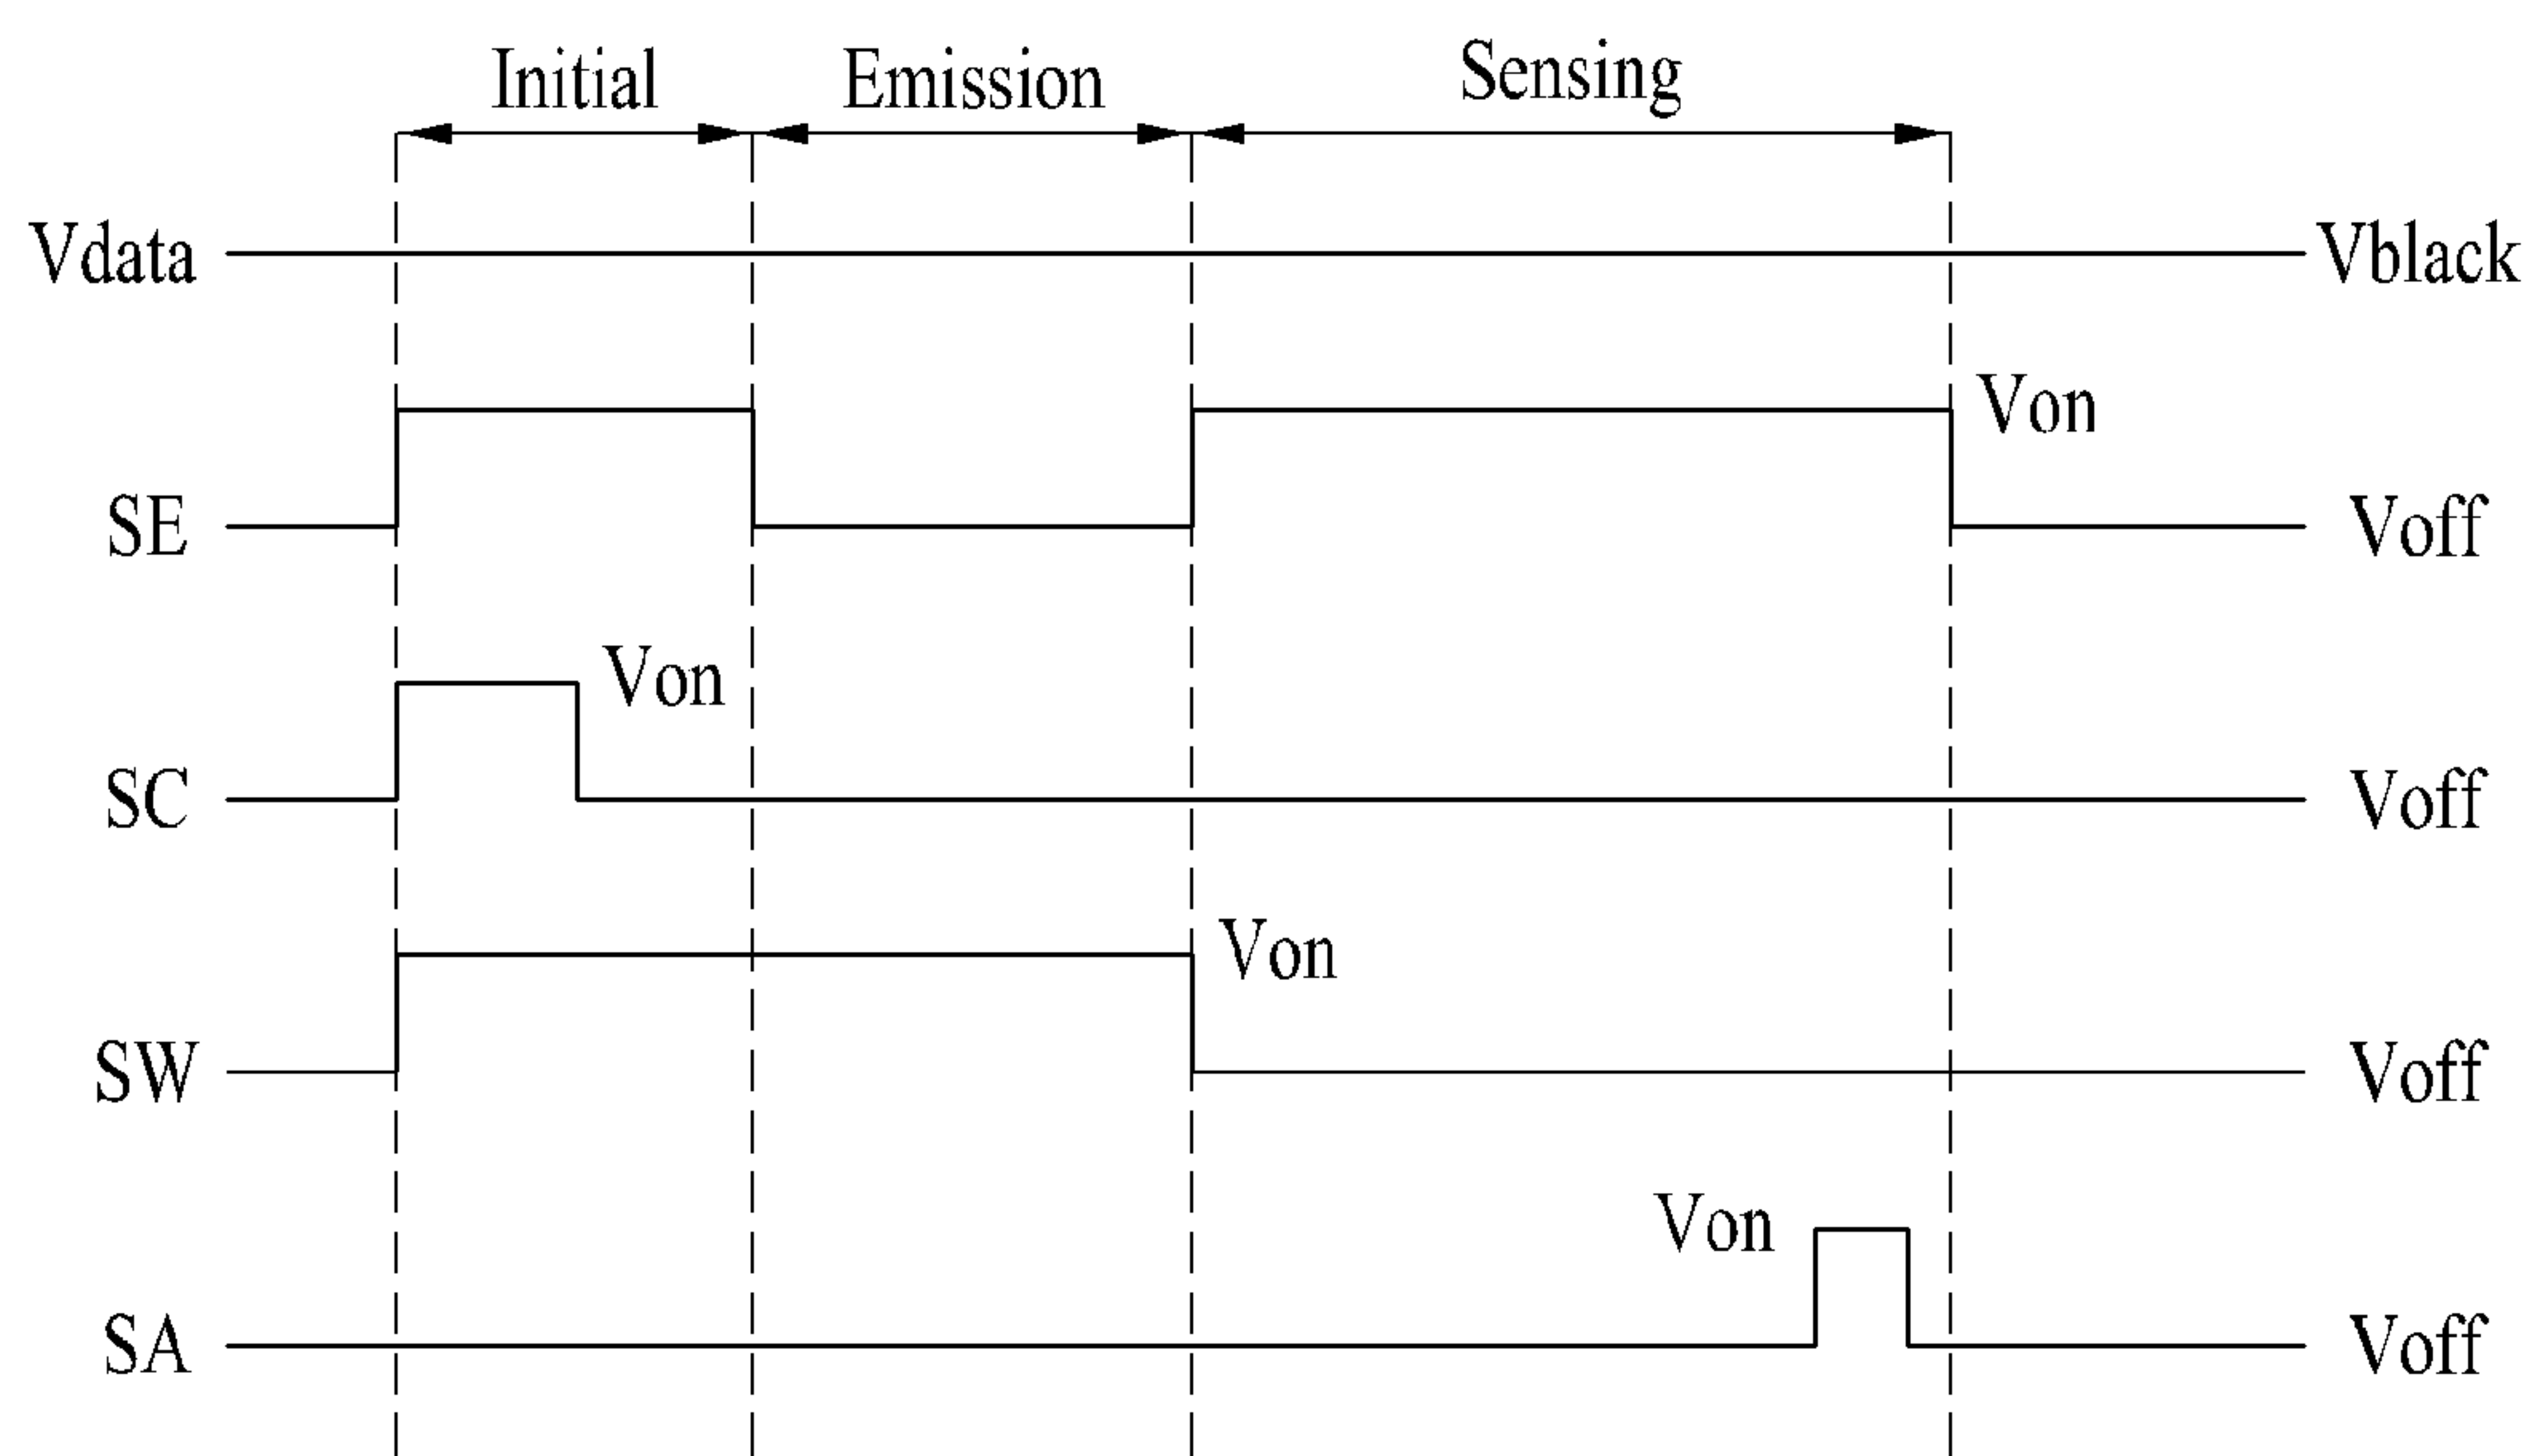 Initial Emission Sensing
Vdata Vblack
Von
SE Voff
Von
SC Voff
Von
SW Voff
Von
SA Voff